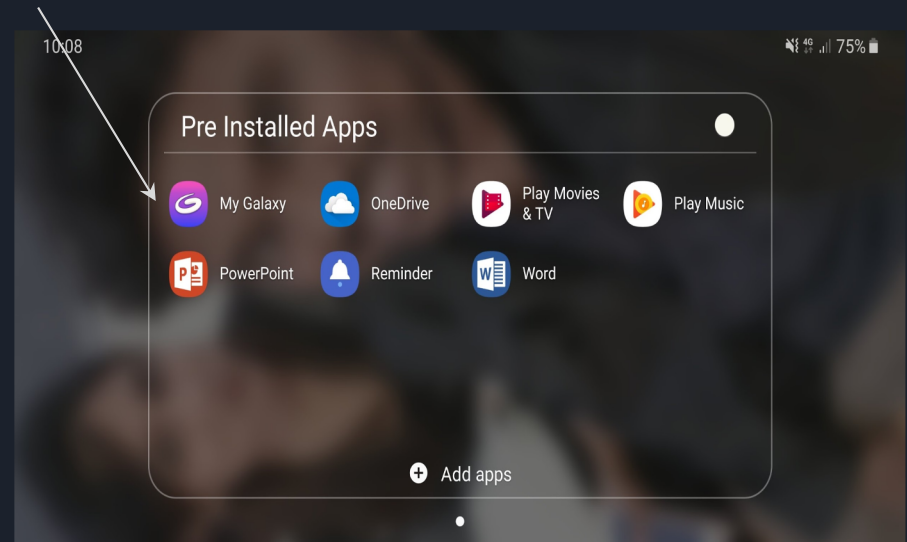 10:08
4G 75%
Pre Installed Apps
My Galaxy
OneDrive
Play Movies
& TV
Play Music
PowerPoint
Reminder
Word
Add apps